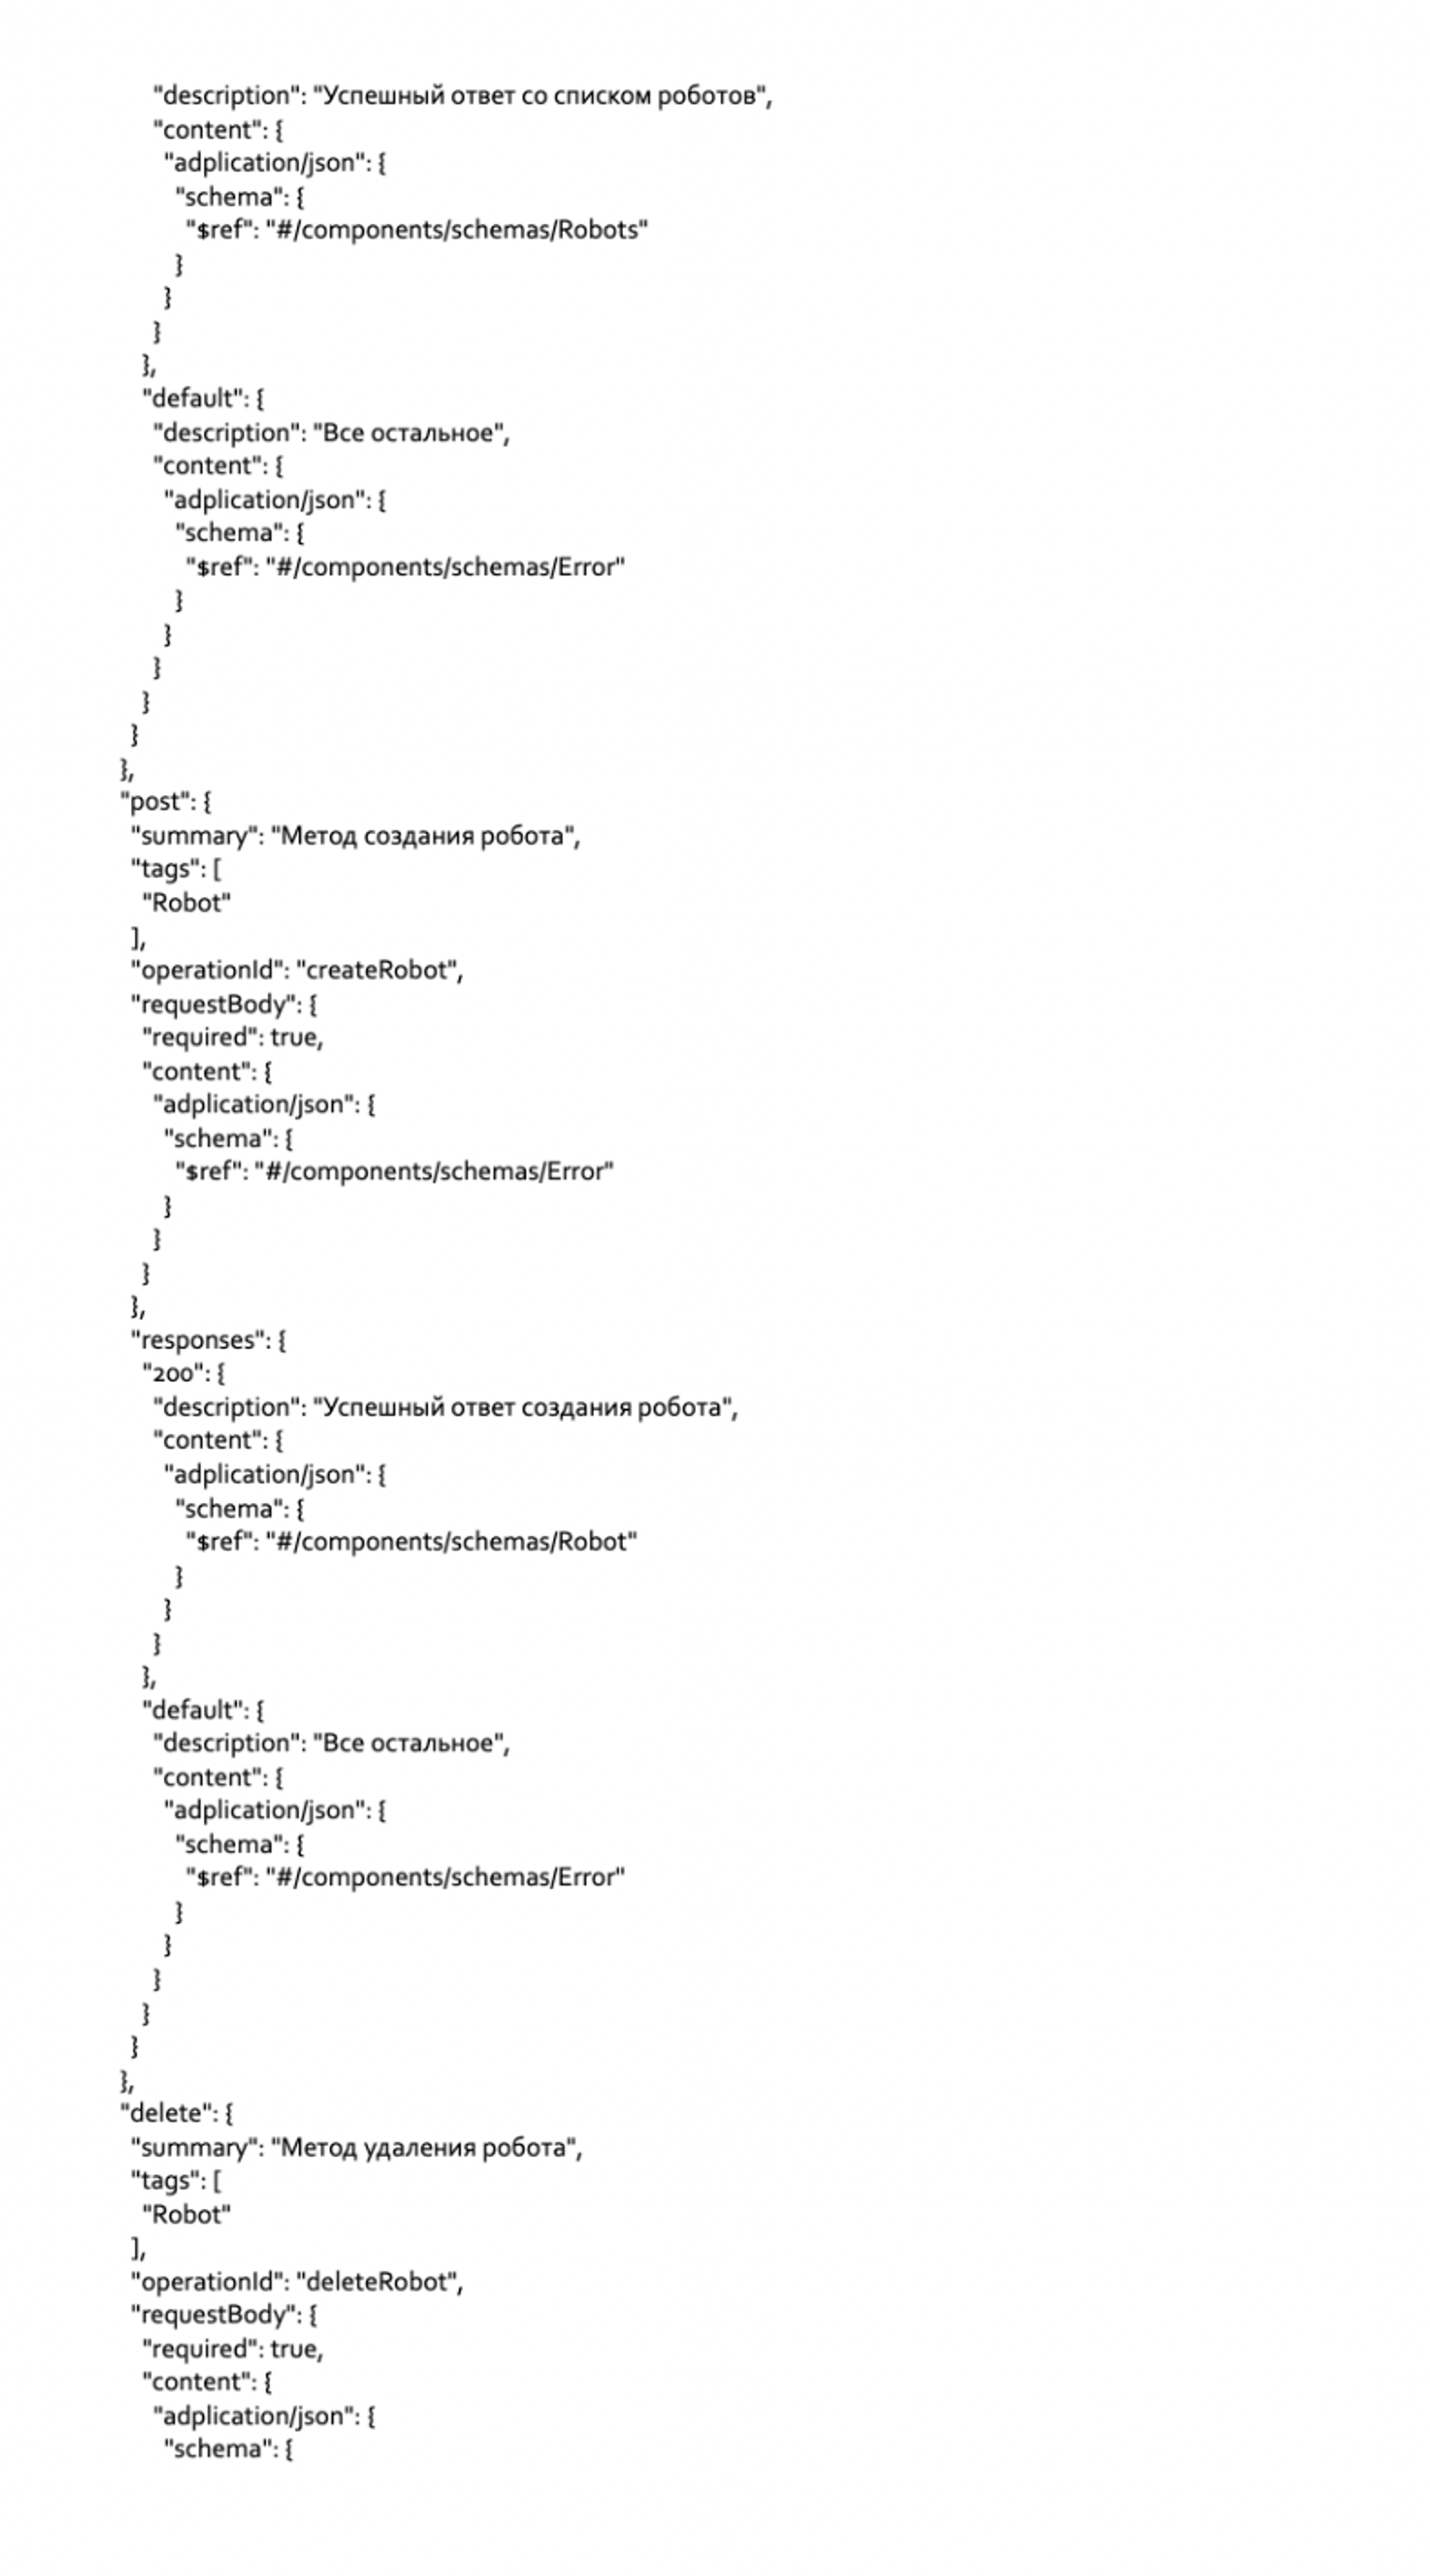 "description": "Успешный ответ со списком роботов",
"content": {
"adplication/json": {
"schema": {
"$ref": "#/components/schemas/Robots"
}
}
}
},
"default": {
"description": "Все остальное",
"content": {
"adplication/json": {
"schema": {
"$ref": "#/components/schemas/Error"
}
}
}
}
}
},
"post": {
"summary": "Метод создания робота",
"tags": [
"Robot"
],
"operationId": "createRobot",
"requestBody": {
"required": true,
"content": {
"adplication/json": {
"schema": {
"$ref": "#/components/schemas/Error"
}
}
}
},
"responses": {
"200": {
"description": "Успешный ответ создания робота",
"content": {
"adplication/json": {
"schema": {
"$ref": "#/components/schemas/Robot"
}
}
}
},
"default": {
"description": "Все остальное",
"content": {
"adplication/json": {
"schema": {
"$ref": "#/components/schemas/Error"
}
}
}
}
}
},
"delete": {
"summary": "Метод удаления робота",
"tags": [
"Robot"
],
"operationId": "deleteRobot",
"requestBody": {
"required": true,
"content": {
"adplication/json": {
"schema": {